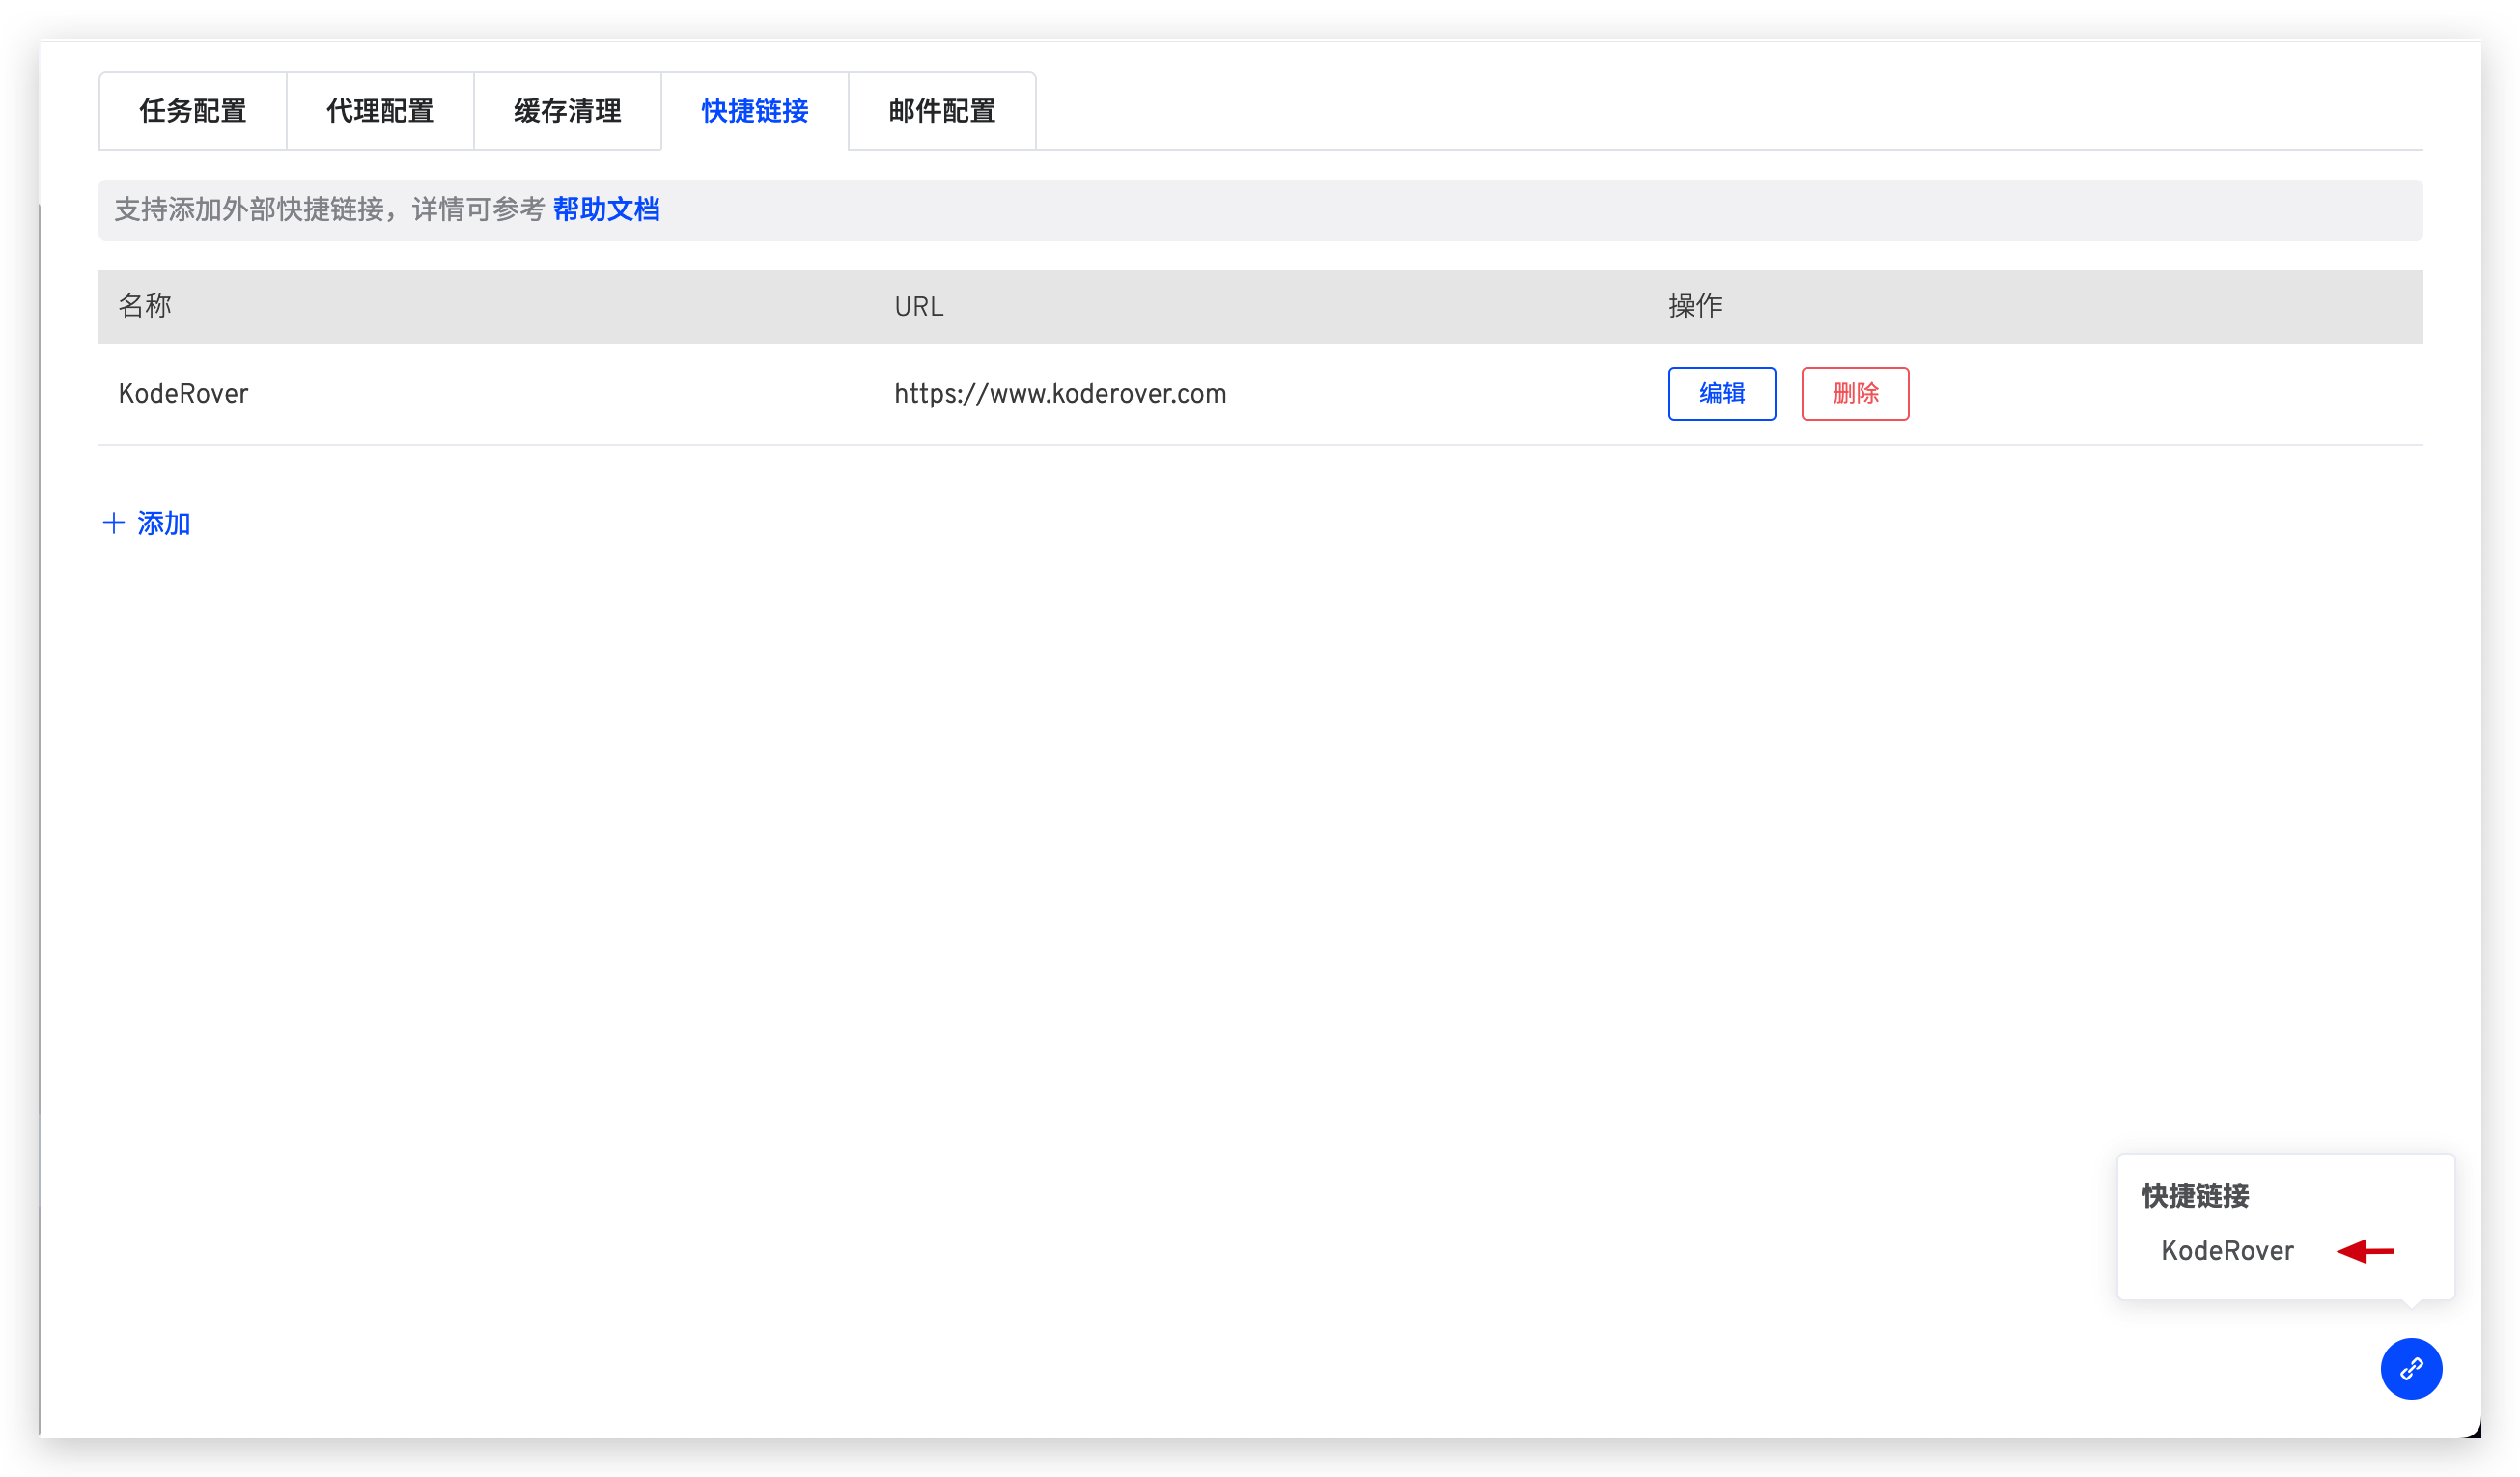 任务配置 代理配置 缓存清理 快捷链接 邮件配置
支持添加外部快捷链接，详情可参考 帮助文档
名称 URL 操作
KodeRover https://www.koderover.com 编辑 删除
添加
快捷链接
KodeRover